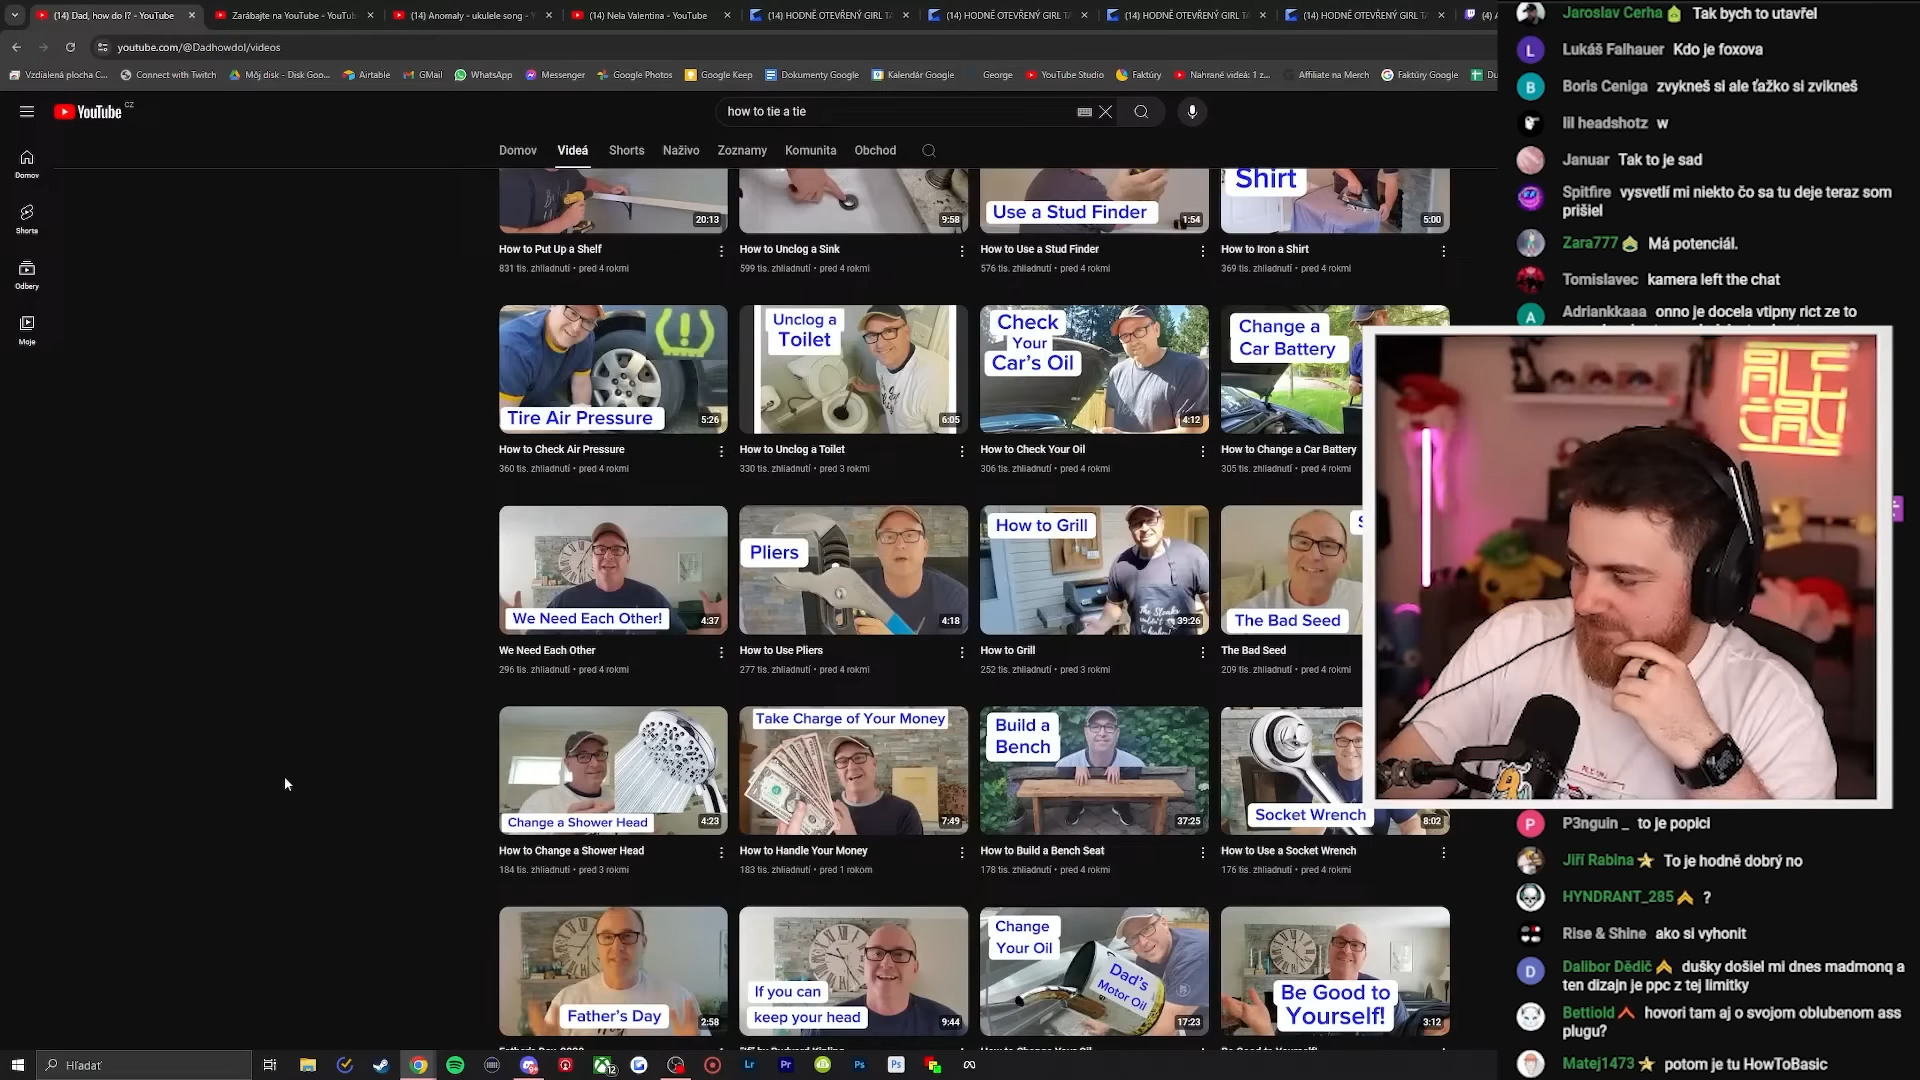 (14) Dad, how do I? - YouTube
Zarábajte na YouTube - YouTub
(14) Anomaly - ukulele song -
(14) Nela Valentina - YouTube
(14) HODNĚ OTEVŘENÝ GIRL TA
(14) HODNĚ OTEVŘENÝ GIRL TA
(14) HODNĚ OTEVŘENÝ GIRL TA
(14) HODNĚ OTEVŘENÝ GIRL TA
youtube.com/@Dadhowdol/videos
Vzdialená plocha C...
Connect with Twitch
Môj disk - Disk Goo...
Airtable
GMail
WhatsApp
Messenger
Google Photos
Google Keep
Dokumenty Google
Kalendár Google
George
YouTube Studio
Faktúry
Nahrané videá: 1 z...
Affiliate na Merch
Faktúry Google
YouTube CZ
how to tie a tie
Domov
Videá
Shorts
Naživo
Zoznamy
Komunita
Obchod
Domov
Shorts
Odbery
Moje
20:13
9:58
Use a Stud Finder
1:54
Shirt
5:00
How to Put Up a Shelf
How to Unclog a Sink
How to Use a Stud Finder
How to Iron a Shirt
831 tis. zhliadnutí • pred 4 rokmi
599 tis. zhliadnutí • pred 4 rokmi
576 tis. zhliadnutí • pred 4 rokmi
369 tis. zhliadnutí • pred 4 rokmi
Tire Air Pressure
5:26
Unclog a
Toilet
6:05
Check
Your
Car's Oil
4:12
Change a
Car Battery
How to Check Air Pressure
How to Unclog a Toilet
How to Check Your Oil
How to Change a Car Battery
360 tis. zhliadnutí • pred 4 rokmi
330 tis. zhliadnutí • pred 3 rokmi
306 tis. zhliadnutí • pred 4 rokmi
305 tis. zhliadnutí • pred 4 rokmi
We Need Each Other!
4:37
Pliers
4:18
How to Grill
The Steaks
39:26
The Bad Seed
We Need Each Other
How to Use Pliers
How to Grill
The Bad Seed
296 tis. zhliadnutí • pred 4 rokmi
277 tis. zhliadnutí • pred 4 rokmi
252 tis. zhliadnutí • pred 3 rokmi
209 tis. zhliadnutí • pred 4 rokmi
Change a Shower Head
4:23
Take Charge of Your Money
7:49
Build a
Bench
37:25
Socket Wrench
8:02
How to Change a Shower Head
How to Handle Your Money
How to Build a Bench Seat
How to Use a Socket Wrench
184 tis. zhliadnutí • pred 3 rokmi
183 tis. zhliadnutí • pred 1 rokom
178 tis. zhliadnutí • pred 4 rokmi
176 tis. zhliadnutí • pred 4 rokmi
Father's Day
2:58
If you can
keep your head
9:44
Change
Your Oil
Dad's
Motor Oil
17:23
Be Good to
Yourself!
3:12
Hľadať
Lr
Pr
Ps
Ps
Jaroslav Cerha Tak bych to utavřel
L Lukáš Falhauer Kdo je foxova
B Boris Ceniga zvykneš si ale ťažko si zvikneš
lil headshotz w
Januar Tak to je sad
Spitfire vysvetlí mi niekto čo sa tu deje teraz som
prišiel
Zara777 Má potenciál.
Tomislavec kamera left the chat
A Adriankkaaa onno je docela vtipny rict ze to
P P3nguin _ to je popici
Jiří Rabina To je hodně dobrý no
HYNDRANT_285 ?
Rise & Shine ako si vyhonit
D Dalibor Dědič dušky došiel mi dnes madmonq a
ten dizajn je ppc z tej limitky
Bettiold hovori tam aj o svojom oblubenom ass
plugu?
Matej1473 potom je tu HowToBasic